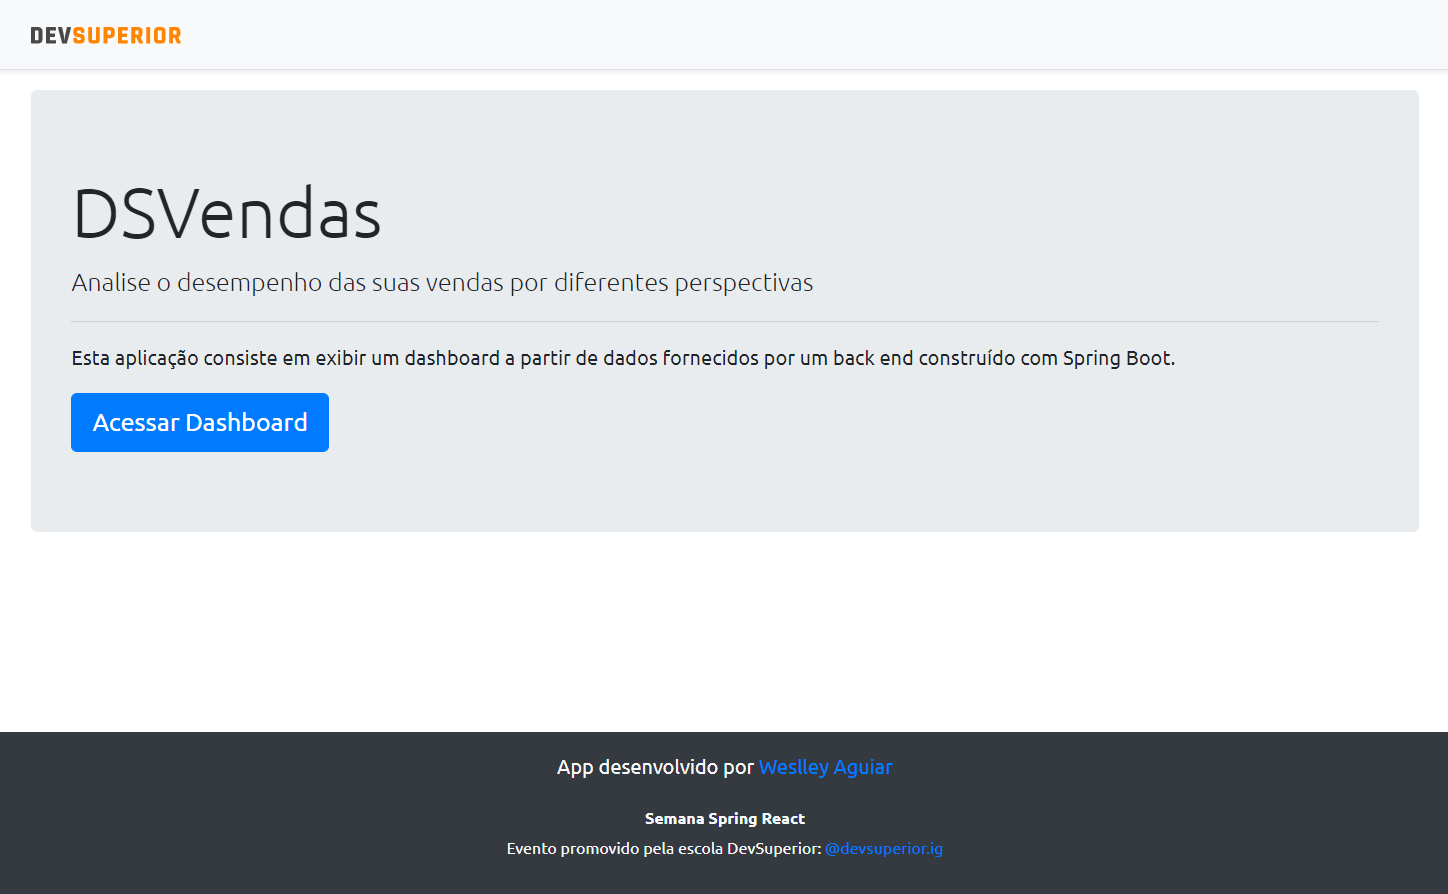 DEVSUPERIOR
DSVendas
Analise o desempenho das suas vendas por diferentes perspectivas
Esta aplicação consiste em exibir um dashboard a partir de dados fornecidos por um back end construído com Spring Boot.
Acessar Dashboard
App desenvolvido por Weslley Aguiar
Semana Spring React
Evento promovido pela escola DevSuperior: @devsuperior.ig